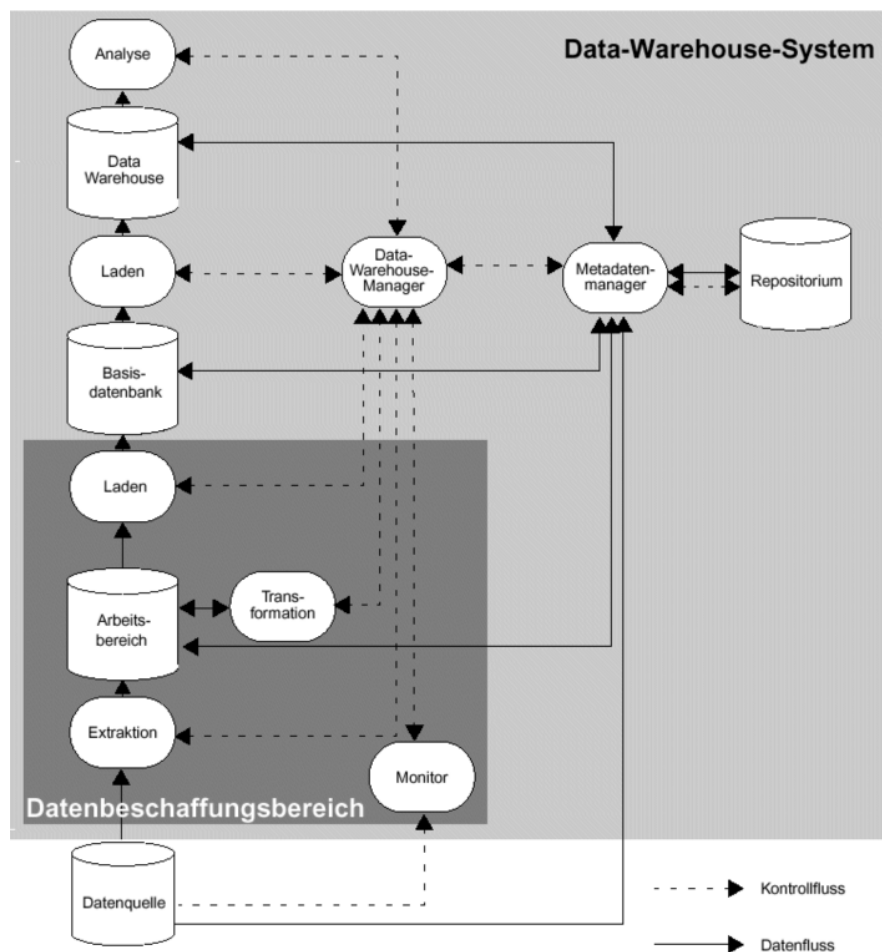 Data-Warehouse-System
Analyse
Data
Warehouse
Laden
Data-
Warehouse-
Manager
Metadaten-
manager
Repositorium
Basis-
datenbank
Laden
Arbeits-
bereich
Trans-
formation
Extraktion
Monitor
Datenbeschaffungsbereich
Datenquelle
Kontrollfluss
Datenfluss